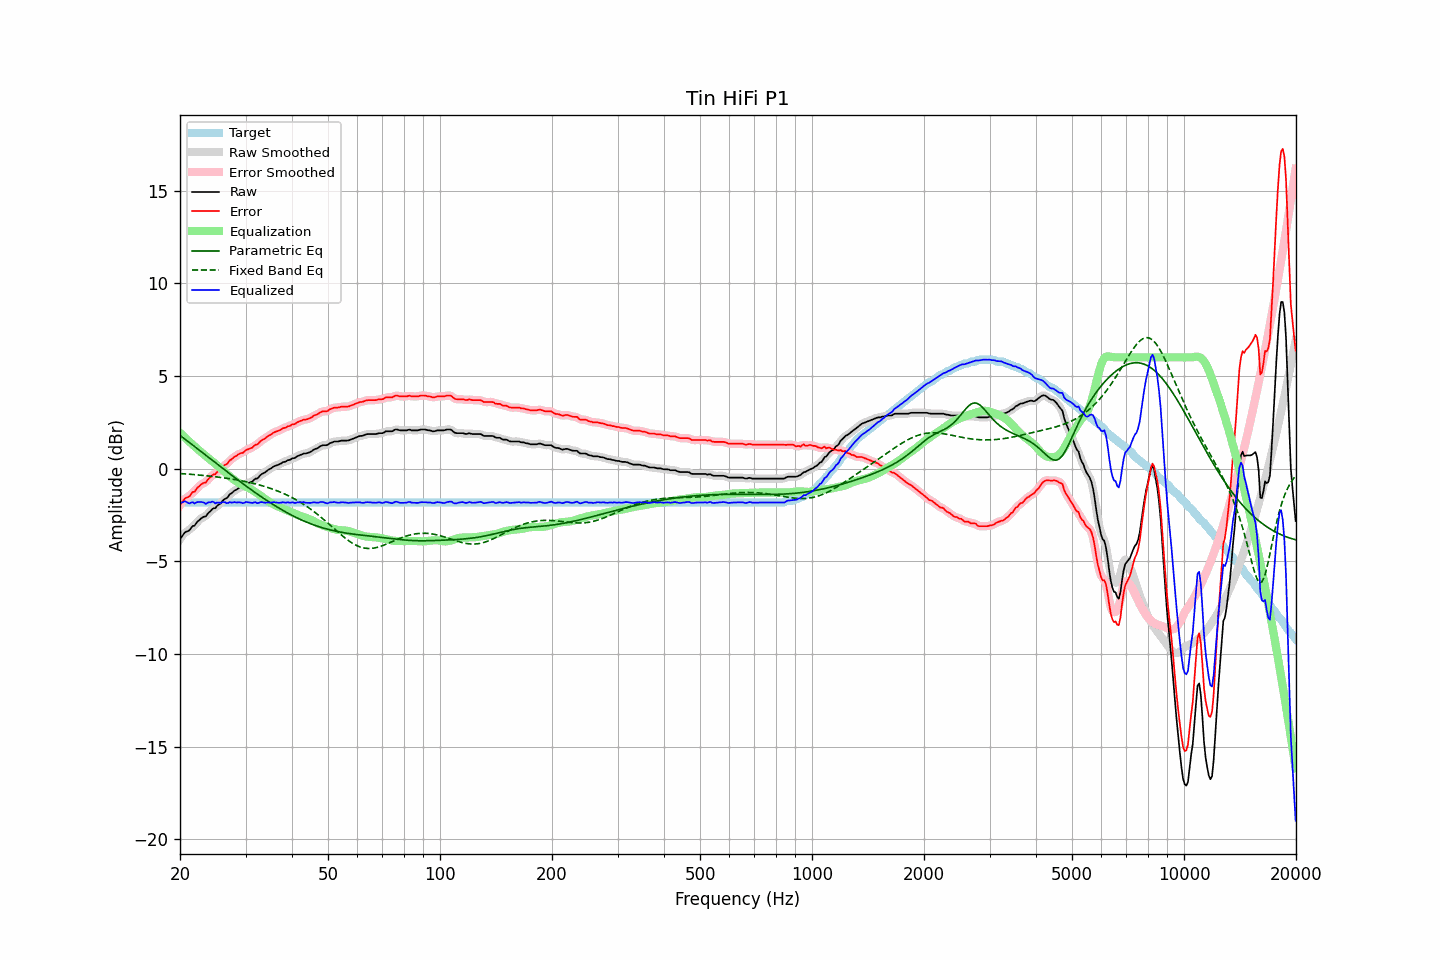 Tin HiFi P1
Target
Raw Smoothed
Error Smoothed
Raw
Error
Equalization
Parametric Eq
Fixed Band Eq
Equalized
Amplitude (dBr)
15
10
5
0
−5
−10
−15
−20
20
50
100
200
500
1000
2000
5000
10000
20000
Frequency (Hz)